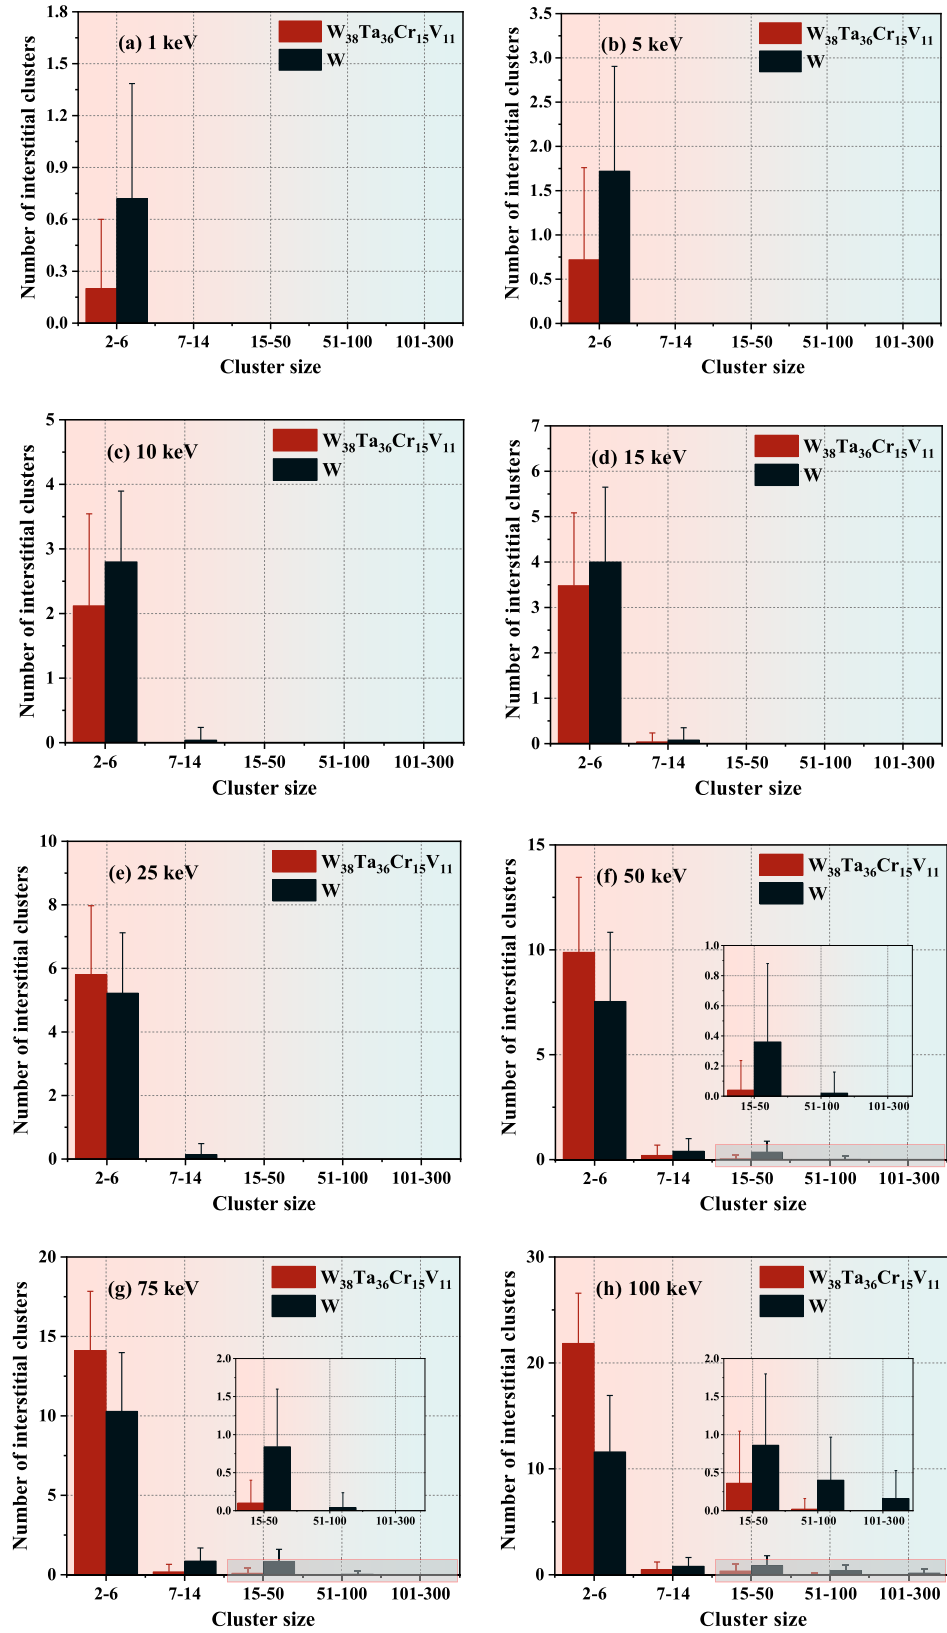 (a) 1 keV
W38Ta36Cr15V11
W
Number of interstitial clusters
1.8
1.5
1.2
0.9
0.6
0.3
0.0
2-6 7-14 15-50 51-100 101-300
Cluster size
(b) 5 keV
W38Ta36Cr15V11
W
Number of interstitial clusters
3.5
3.0
2.5
2.0
1.5
1.0
0.5
0.0
2-6 7-14 15-50 51-100 101-300
Cluster size
(c) 10 keV
W38Ta36Cr15V11
W
Number of interstitial clusters
5
4
3
2
1
0
2-6 7-14 15-50 51-100 101-300
Cluster size
(d) 15 keV
W38Ta36Cr15V11
W
Number of interstitial clusters
7
6
5
4
3
2
1
0
2-6 7-14 15-50 51-100 101-300
Cluster size
(e) 25 keV
W38Ta36Cr15V11
W
Number of interstitial clusters
10
8
6
4
2
0
2-6 7-14 15-50 51-100 101-300
Cluster size
(f) 50 keV
W38Ta36Cr15V11
W
Number of interstitial clusters
15
10
5
0
1.0
0.8
0.6
0.4
0.2
0.0
15-50 51-100 101-300
2-6 7-14 15-50 51-100 101-300
Cluster size
(g) 75 keV
W38Ta36Cr15V11
W
Number of interstitial clusters
20
15
10
5
0
2.0
1.5
1.0
0.5
0.0
15-50 51-100 101-300
2-6 7-14 15-50 51-100 101-300
Cluster size
(h) 100 keV
W38Ta36Cr15V11
W
Number of interstitial clusters
30
20
10
0
2.0
1.5
1.0
0.5
0.0
15-50 51-100 101-300
2-6 7-14 15-50 51-100 101-300
Cluster size